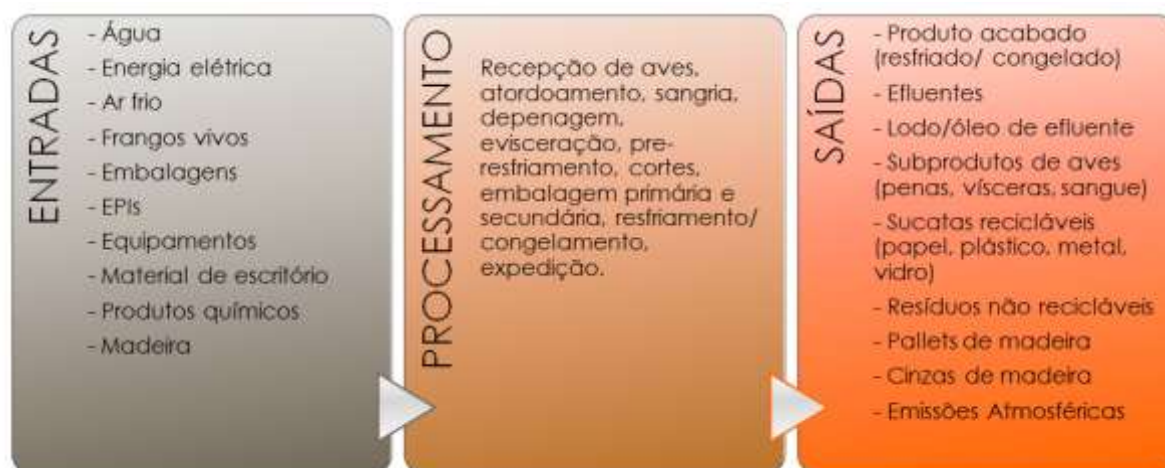 ENTRADAS
- Água
- Energia elétrica
- Ar frio
- Frangos vivos
- Embalagens
- EPIs
- Equipamentos
- Material de escritório
- Produtos químicos
- Madeira
PROCESSAMENTO
Recepção de aves,
atordoamento, sangria,
depenagem,
evisceração, pre-
resfriamento, cortes,
embalagem primária e
secundária, resfriamento/
congelamento,
expedição.
SAÍDAS
- Produto acabado
(resfriado/ congelado)
- Efluentes
- Lodo/óleo de efluente
- Subprodutos de aves
(penas, vísceras, sangue)
- Sucatas recicláveis
(papel, plástico, metal,
vidro)
- Resíduos não recicláveis
- Pallets de madeira
- Cinzas de madeira
- Emissões Atmosféricas